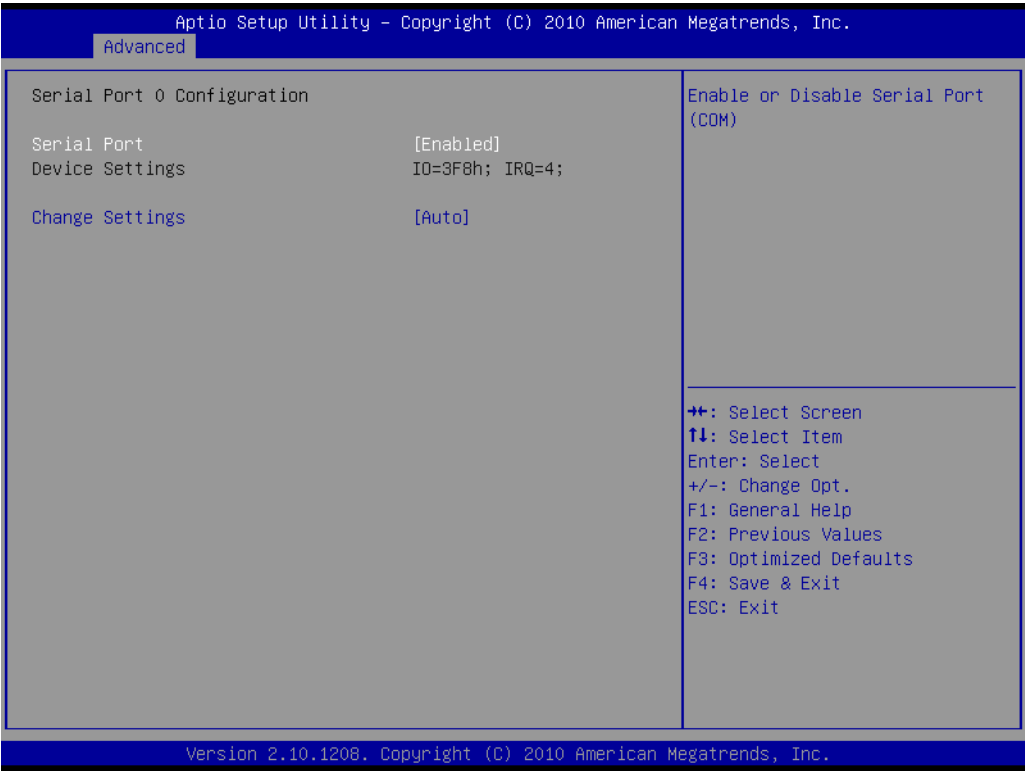 Aptio Setup Utility – Copyright (C) 2010 American Megatrends, Inc.
Advanced
Serial Port 0 Configuration
Serial Port [Enabled]
Device Settings IO=3F8h; IRQ=4;
Change Settings [Auto]
Enable or Disable Serial Port
(COM)
→←: Select Screen
↑↓: Select Item
Enter: Select
+/-: Change Opt.
F1: General Help
F2: Previous Values
F3: Optimized Defaults
F4: Save & Exit
ESC: Exit
Version 2.10.1208. Copyright (C) 2010 American Megatrends, Inc.